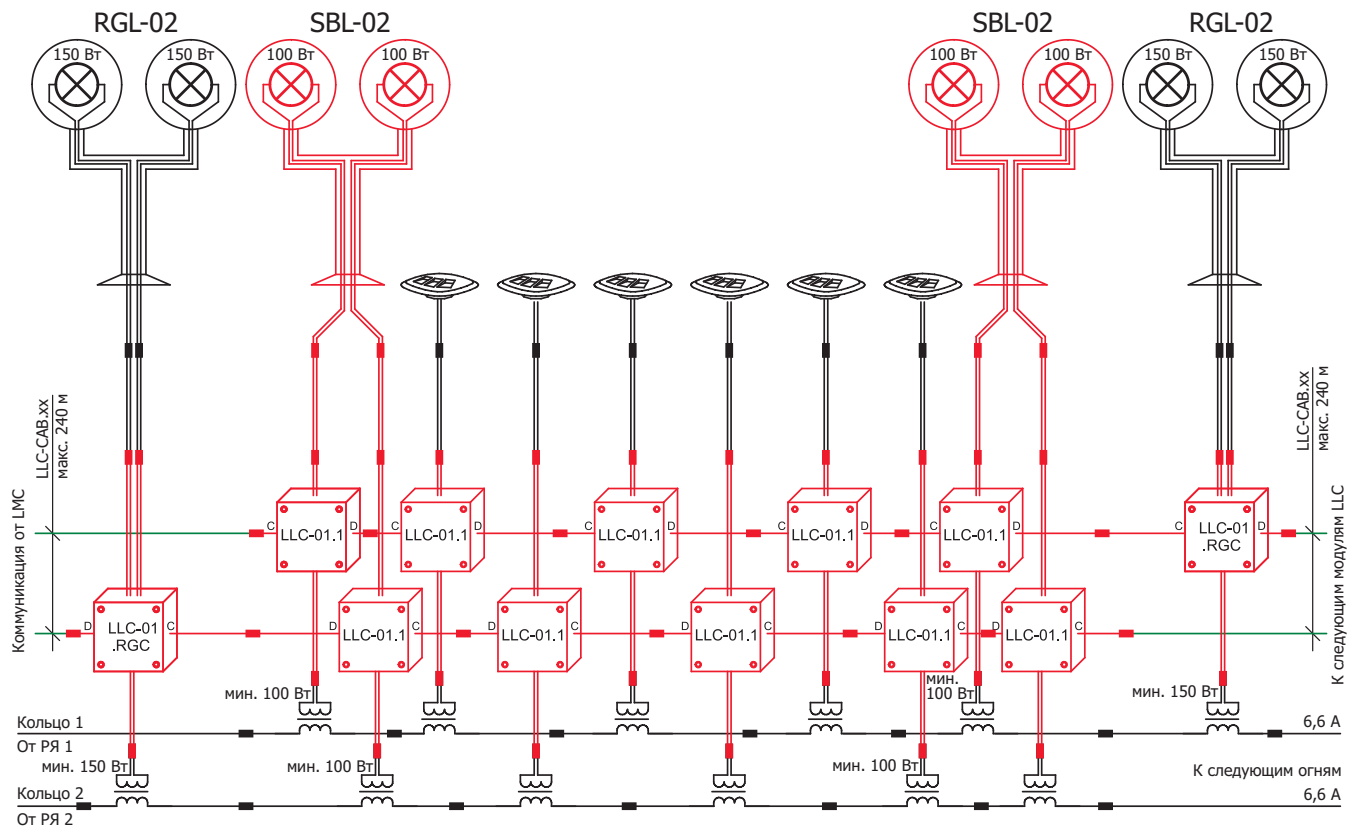 RGL-02
SBL-02
SBL-02
RGL-02
150 Вт
150 Вт
100 Вт
100 Вт
100 Вт
100 Вт
150 Вт
150 Вт
LLC-CAB.xx
макс. 240 м
LLC-CAB.xx
макс. 240 м
Коммуникация от LMC
К следующим модулям LLC
C
LLC-01.1
D
C
LLC-01.1
D
C
LLC-01.1
D
C
LLC-01.1
D
C
LLC-01.1
D
C
LLC-01
.RGC
D
D
LLC-01
.RGC
C
D
LLC-01.1
C
D
LLC-01.1
C
D
LLC-01.1
C
D
LLC-01.1
C
D
LLC-01.1
C
мин. 100 Вт
мин.
100 Вт
мин. 150 Вт
Кольцо 1
6,6 А
От РЯ 1
мин. 150 Вт
мин. 100 Вт
мин. 100 Вт
К следующим огням
Кольцо 2
6,6 А
От РЯ 2